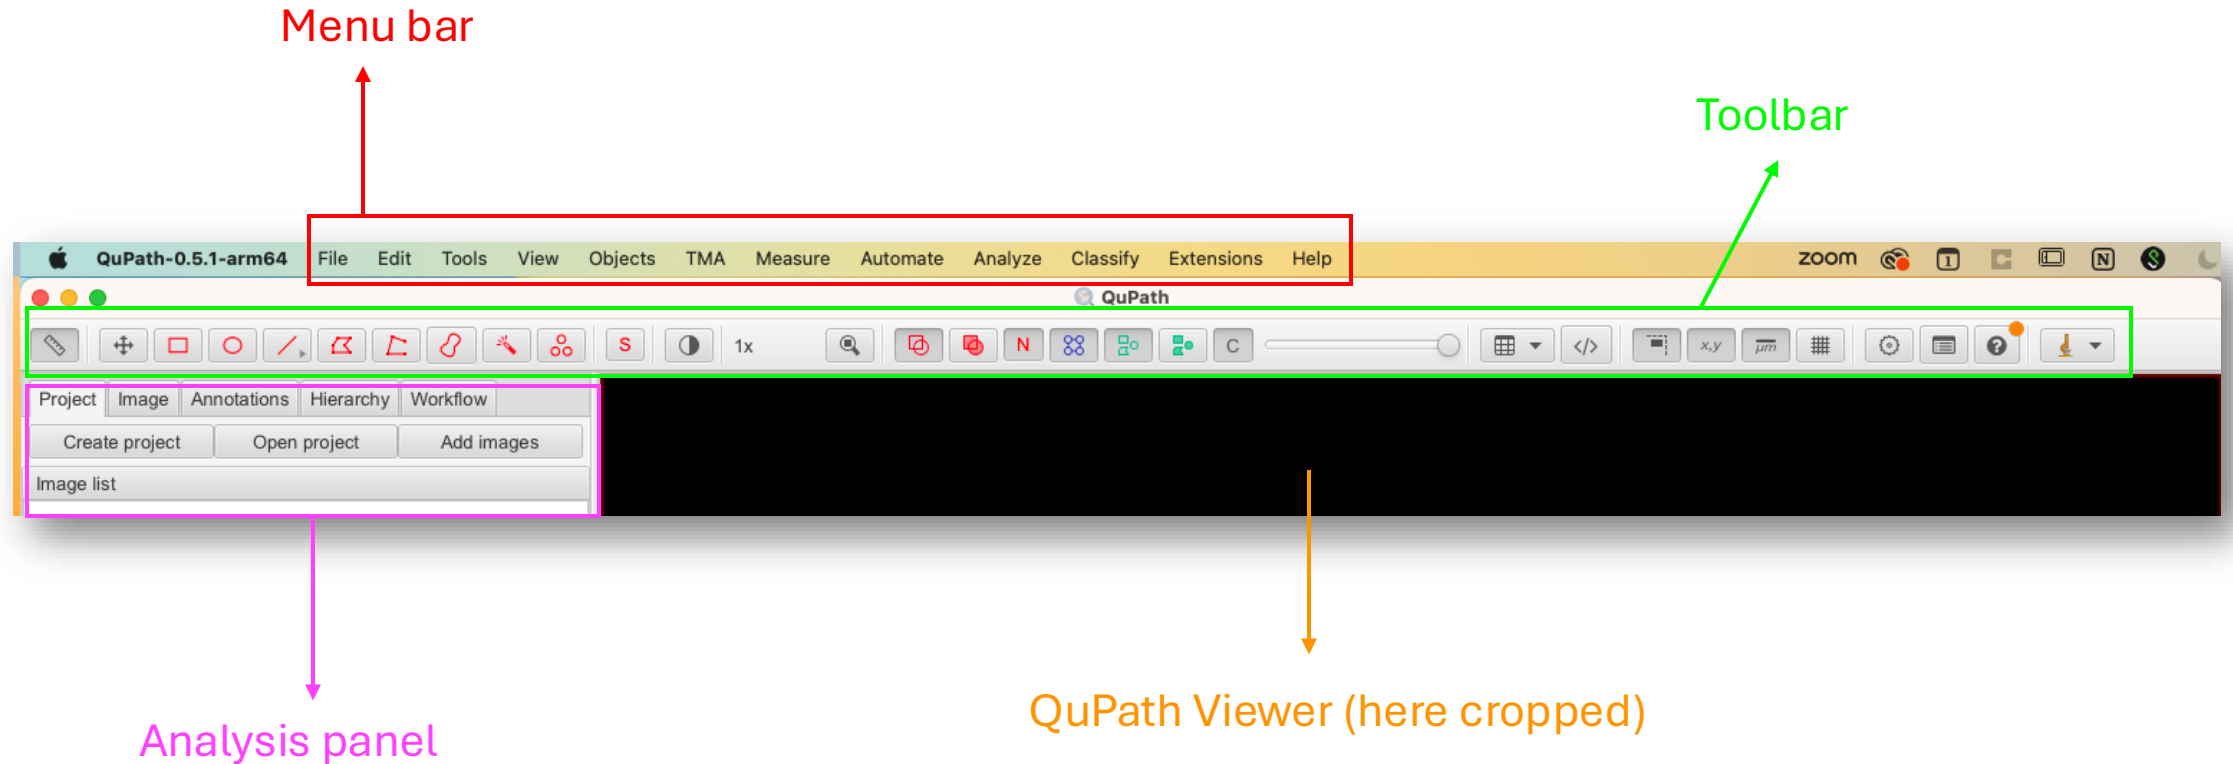 Menu bar
Toolbar
QuPath-0.5.1-arm64 File Edit Tools View Objects TMA Measure Automate Analyze Classify Extensions Help zoom 1 C N S
QuPath
S 1x N C </> x,y µm ?
Project Image Annotations Hierarchy Workflow
Create project Open project Add images
Image list
QuPath Viewer (here cropped)
Analysis panel